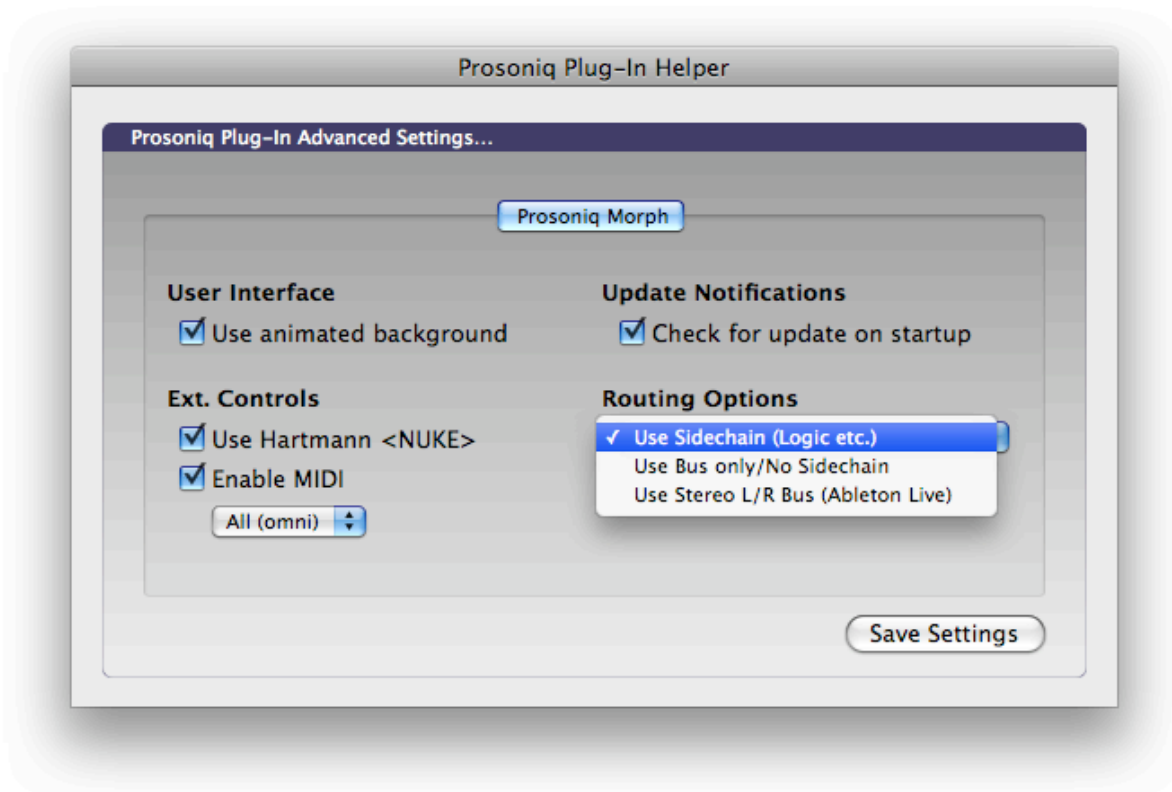 Prosoniq Plug-In Helper
Prosoniq Plug-In Advanced Settings...
Prosoniq Morph
User Interface
Use animated background
Update Notifications
Check for update on startup
Ext. Controls
Use Hartmann <NUKE>
Enable MIDI
All (omni)
Routing Options
Use Sidechain (Logic etc.)
Use Bus only/No Sidechain
Use Stereo L/R Bus (Ableton Live)
Save Settings